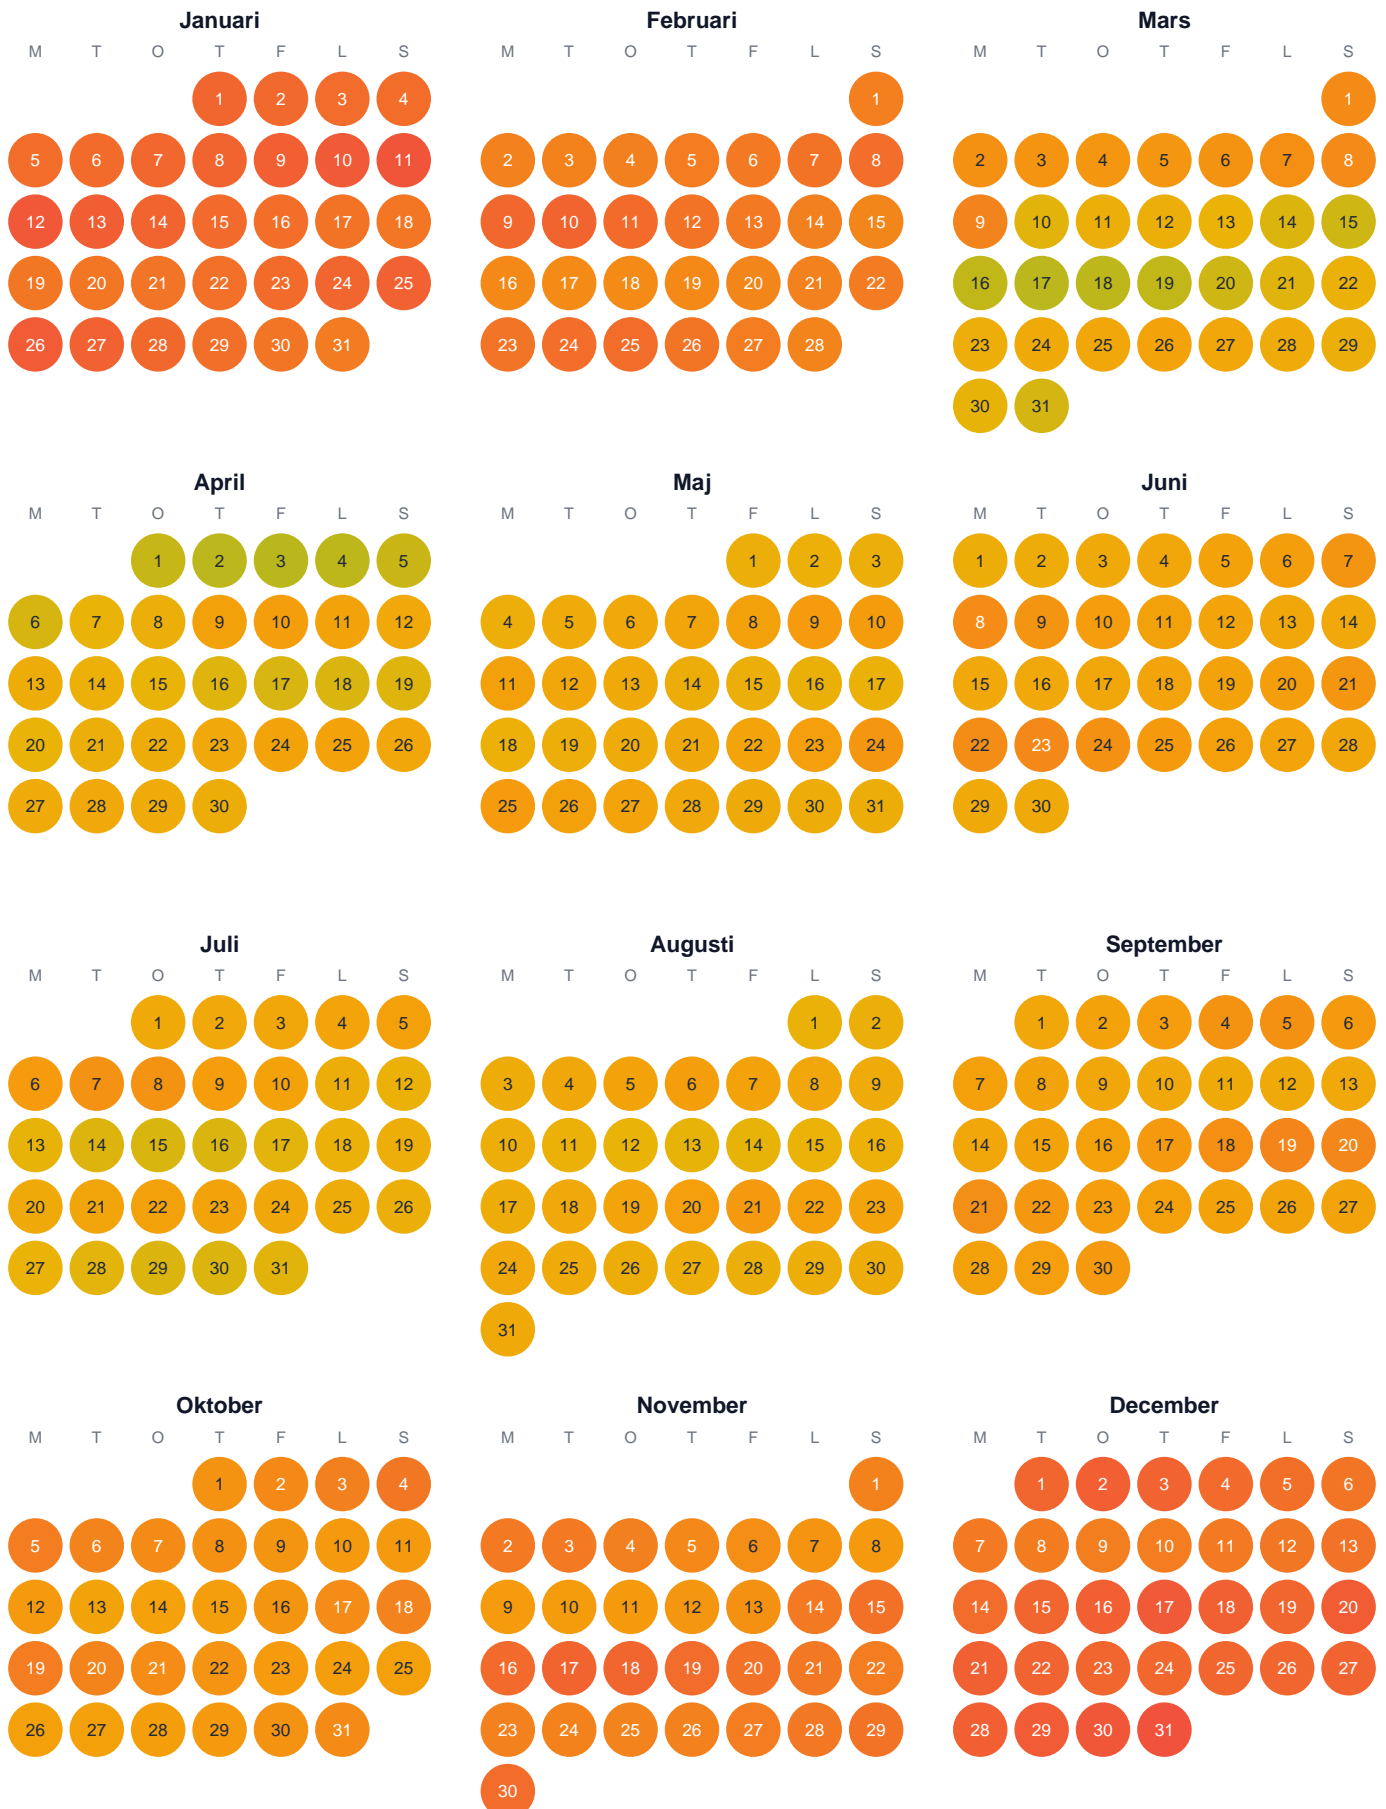 Januari
M T O T F L S
1 2 3 4
5 6 7 8 9 10 11
12 13 14 15 16 17 18
19 20 21 22 23 24 25
26 27 28 29 30 31
Februari
M T O T F L S
1
2 3 4 5 6 7 8
9 10 11 12 13 14 15
16 17 18 19 20 21 22
23 24 25 26 27 28
Mars
M T O T F L S
1
2 3 4 5 6 7 8
9 10 11 12 13 14 15
16 17 18 19 20 21 22
23 24 25 26 27 28 29
30 31
April
M T O T F L S
1 2 3 4 5
6 7 8 9 10 11 12
13 14 15 16 17 18 19
20 21 22 23 24 25 26
27 28 29 30
Maj
M T O T F L S
1 2 3
4 5 6 7 8 9 10
11 12 13 14 15 16 17
18 19 20 21 22 23 24
25 26 27 28 29 30 31
Juni
M T O T F L S
1 2 3 4 5 6 7
8 9 10 11 12 13 14
15 16 17 18 19 20 21
22 23 24 25 26 27 28
29 30
Juli
M T O T F L S
1 2 3 4 5
6 7 8 9 10 11 12
13 14 15 16 17 18 19
20 21 22 23 24 25 26
27 28 29 30 31
Augusti
M T O T F L S
1 2
3 4 5 6 7 8 9
10 11 12 13 14 15 16
17 18 19 20 21 22 23
24 25 26 27 28 29 30
31
September
M T O T F L S
1 2 3 4 5 6
7 8 9 10 11 12 13
14 15 16 17 18 19 20
21 22 23 24 25 26 27
28 29 30
Oktober
M T O T F L S
1 2 3 4
5 6 7 8 9 10 11
12 13 14 15 16 17 18
19 20 21 22 23 24 25
26 27 28 29 30 31
November
M T O T F L S
1
2 3 4 5 6 7 8
9 10 11 12 13 14 15
16 17 18 19 20 21 22
23 24 25 26 27 28 29
30
December
M T O T F L S
1 2 3 4 5 6
7 8 9 10 11 12 13
14 15 16 17 18 19 20
21 22 23 24 25 26 27
28 29 30 31